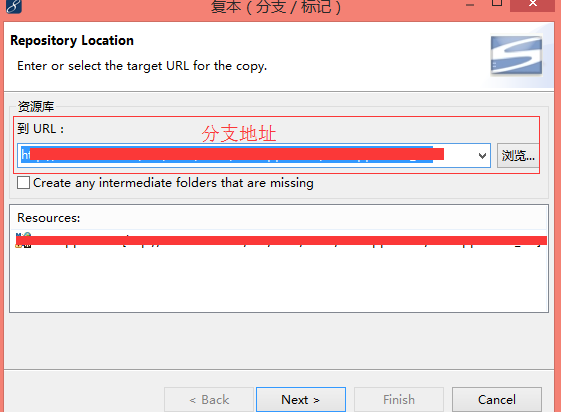 复本（分支／标记）
Repository Location
Enter or select the target URL for the copy.
资源库
到 URL：
分支地址
浏览...
Create any intermediate folders that are missing
Resources:
< Back Next > Finish Cancel